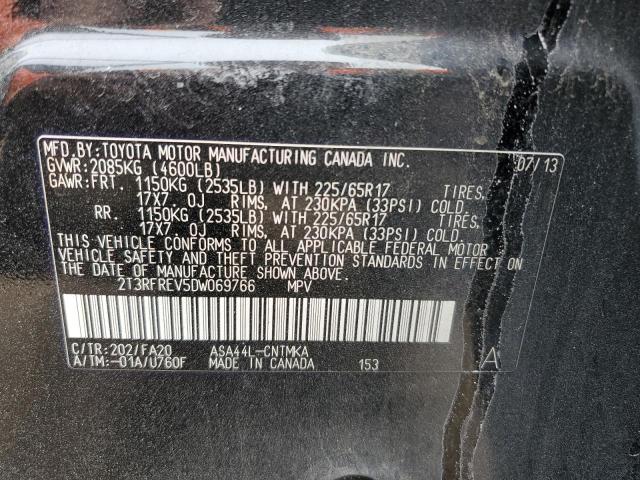 MFD.BY:TOYOTA MOTOR MANUFACTURING CANADA INC. 07/13
GVWR:2085KG (4600LB)
GAWR:FRT. 1150KG (2535LB) WITH 225/65R17 TIRES,
17X7.0J RIMS, AT 230KPA (33PSI) COLD.
RR. 1150KG (2535LB) WITH 225/65R17 TIRES,
17X7.0J RIMS, AT 230KPA (33PSI) COLD.
THIS VEHICLE CONFORMS TO ALL APPLICABLE FEDERAL MOTOR
VEHICLE SAFETY AND THEFT PREVENTION STANDARDS IN EFFECT ON
THE DATE OF MANUFACTURE SHOWN ABOVE.
2T3RFREV5DW069766 MPV
C/TR:202/FA20 ASA44L-CNTMKA
A/TM:-01A/U760F MADE IN CANADA 153 A